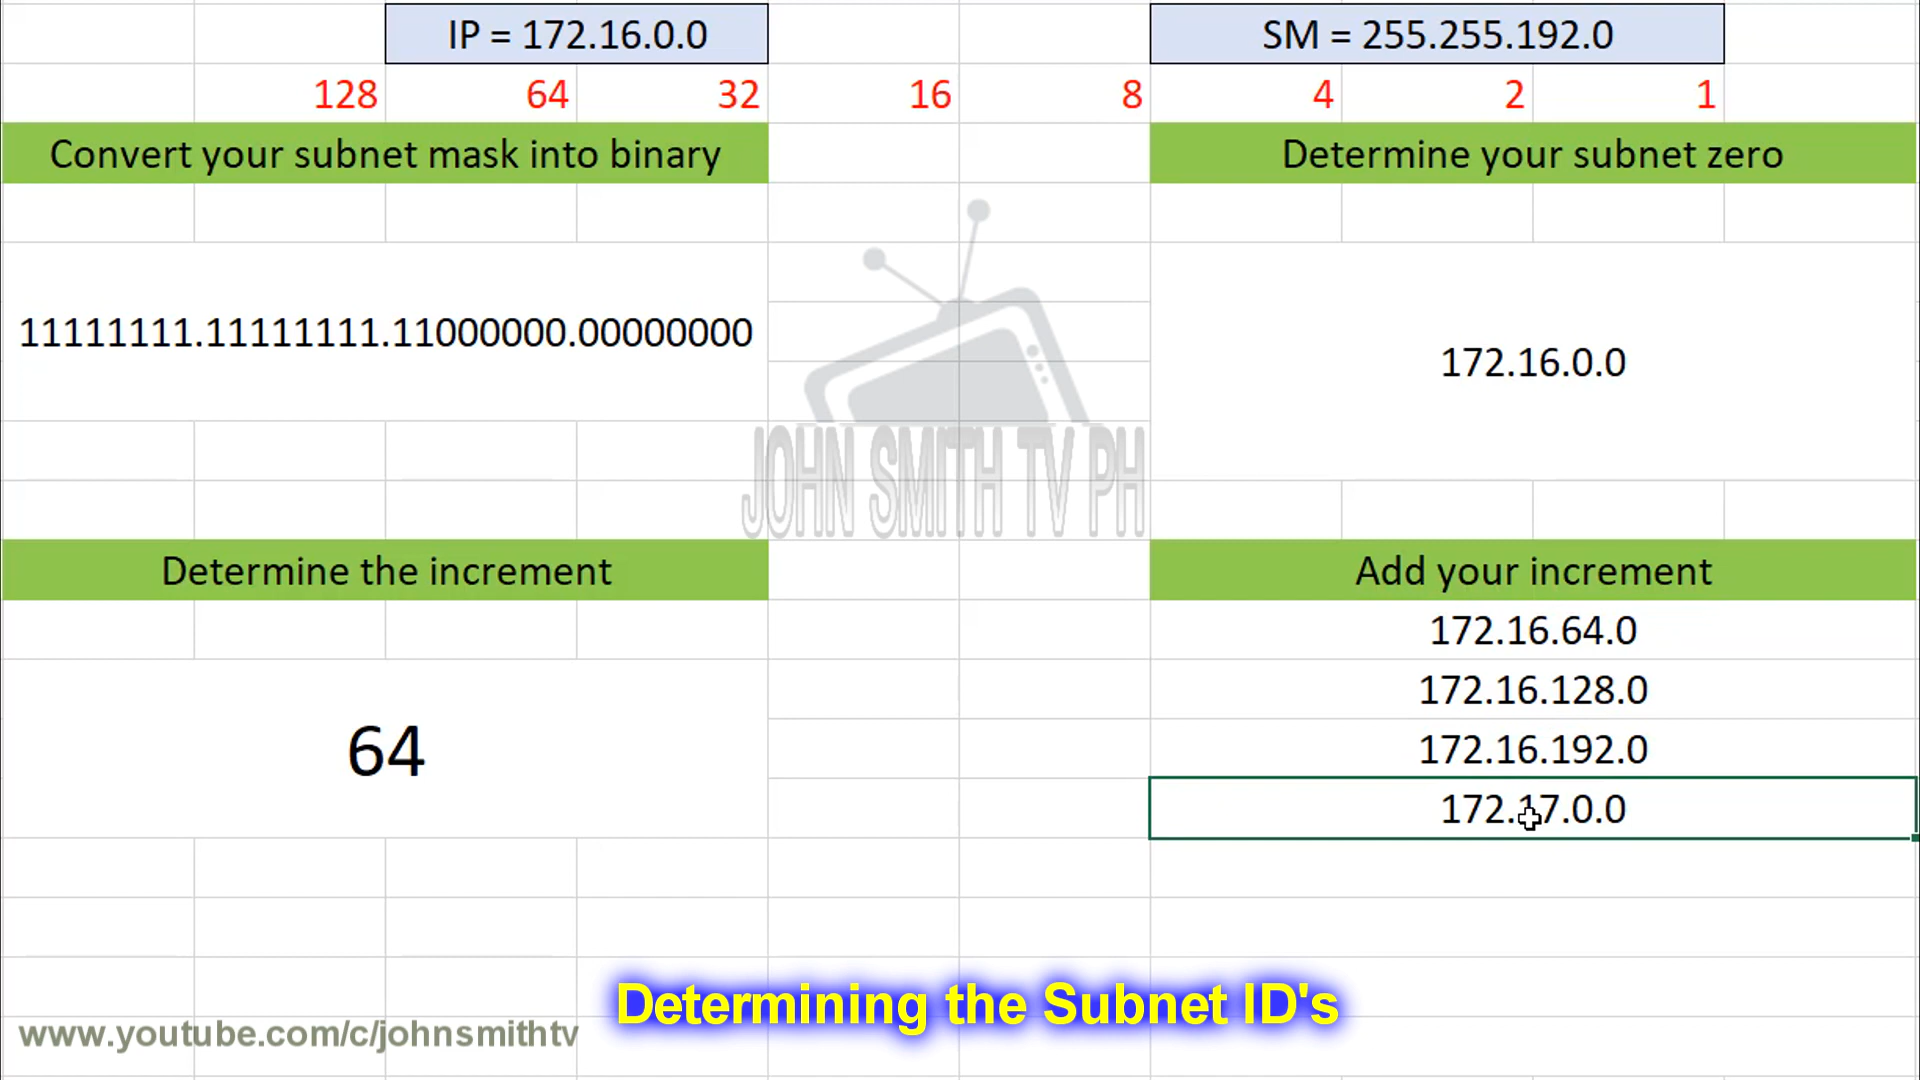 IP = 172.16.0.0
SM = 255.255.192.0
128 64 32 16 8 4 2 1
Convert your subnet mask into binary
Determine your subnet zero
11111111.11111111.11000000.00000000
172.16.0.0
JOHN SMITH TV PH
Determine the increment
Add your increment
64
172.16.64.0
172.16.128.0
172.16.192.0
172.17.0.0
Determining the Subnet ID's
www.youtube.com/c/johnsmithtv